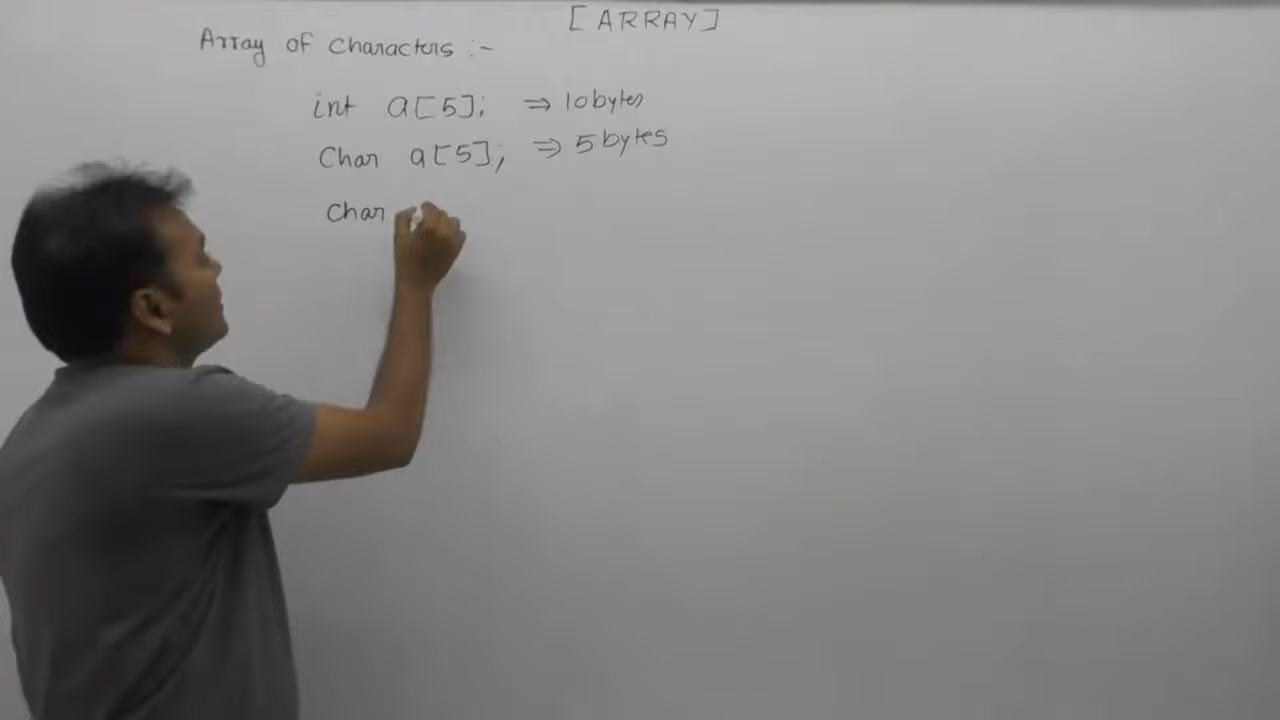 [ARRAY]
Array of characters :-
int a[5]; ⇒ 10bytes
Char a[5]; ⇒ 5bytes
Char